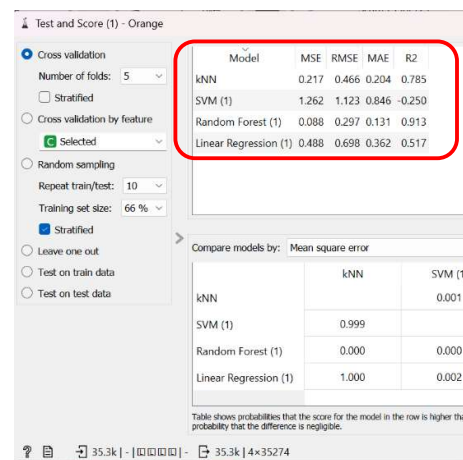 Test and Score (1) - Orange
Cross validation
Number of folds: 5
Stratified
Cross validation by feature
C Selected
Random sampling
Repeat train/test: 10
Training set size: 66 %
Stratified
Leave one out
Test on train data
Test on test data
Model MSE RMSE MAE R2
kNN 0.217 0.466 0.204 0.785
SVM (1) 1.262 1.123 0.846 -0.250
Random Forest (1) 0.088 0.297 0.131 0.913
Linear Regression (1) 0.488 0.698 0.362 0.517
>
Compare models by: Mean square error
kNN SVM (1
kNN 0.001
SVM (1) 0.999
Random Forest (1) 0.000 0.000
Linear Regression (1) 1.000 0.002
Table shows probabilities that the score for the model in the row is higher tha
probability that the difference is negligible.
? 35.3k | - | - 35.3k | 4×35274